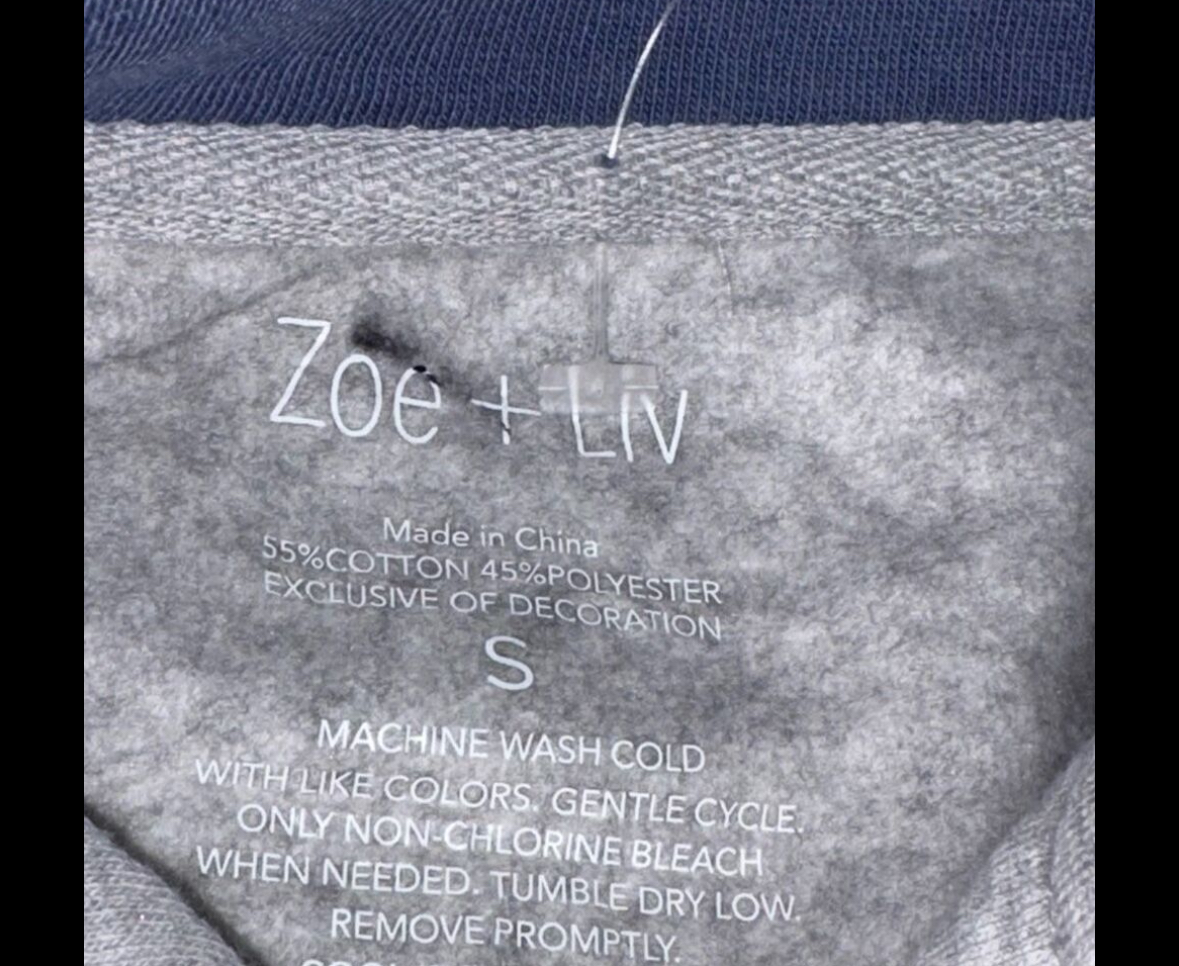 Zoe + LIV
Made in China
55%COTTON 45%POLYESTER
EXCLUSIVE OF DECORATION
S
MACHINE WASH COLD
WITH LIKE COLORS. GENTLE CYCLE.
ONLY NON-CHLORINE BLEACH
WHEN NEEDED. TUMBLE DRY LOW.
REMOVE PROMPTLY.